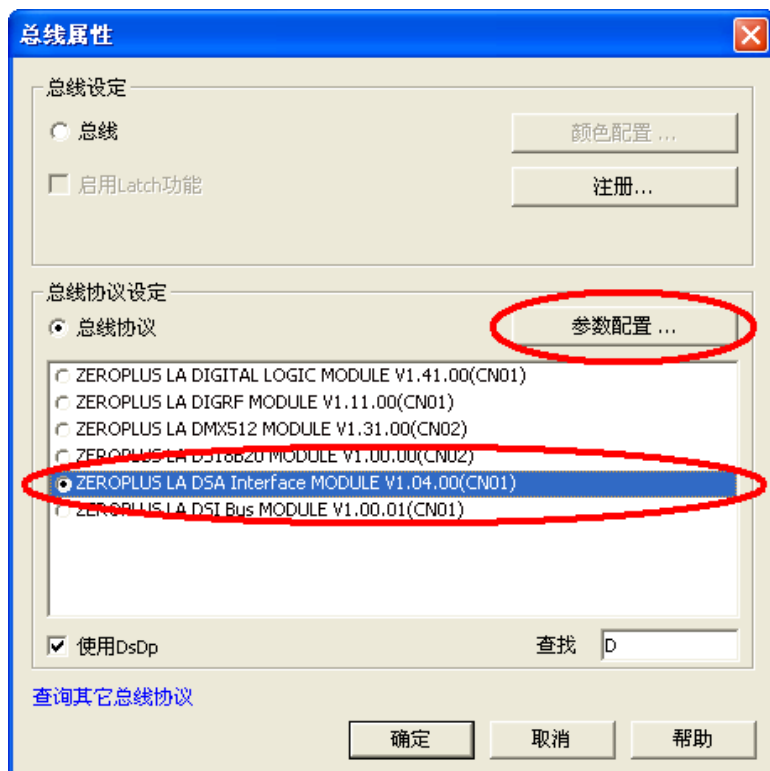 总线属性
总线设定
总线
颜色配置 ...
启用Latch功能
注册...
总线协议设定
总线协议
参数配置 ...
ZEROPLUS LA DIGITAL LOGIC MODULE V1.41.00(CN01)
ZEROPLUS LA DIGRF MODULE V1.11.00(CN01)
ZEROPLUS LA DMX512 MODULE V1.31.00(CN02)
ZEROPLUS LA DS18B20 MODULE V1.00.00(CN02)
ZEROPLUS LA DSA Interface MODULE V1.04.00(CN01)
ZEROPLUS LA DSI Bus MODULE V1.00.01(CN01)
使用DsDp
查找 D
查询其它总线协议
确定 取消 帮助